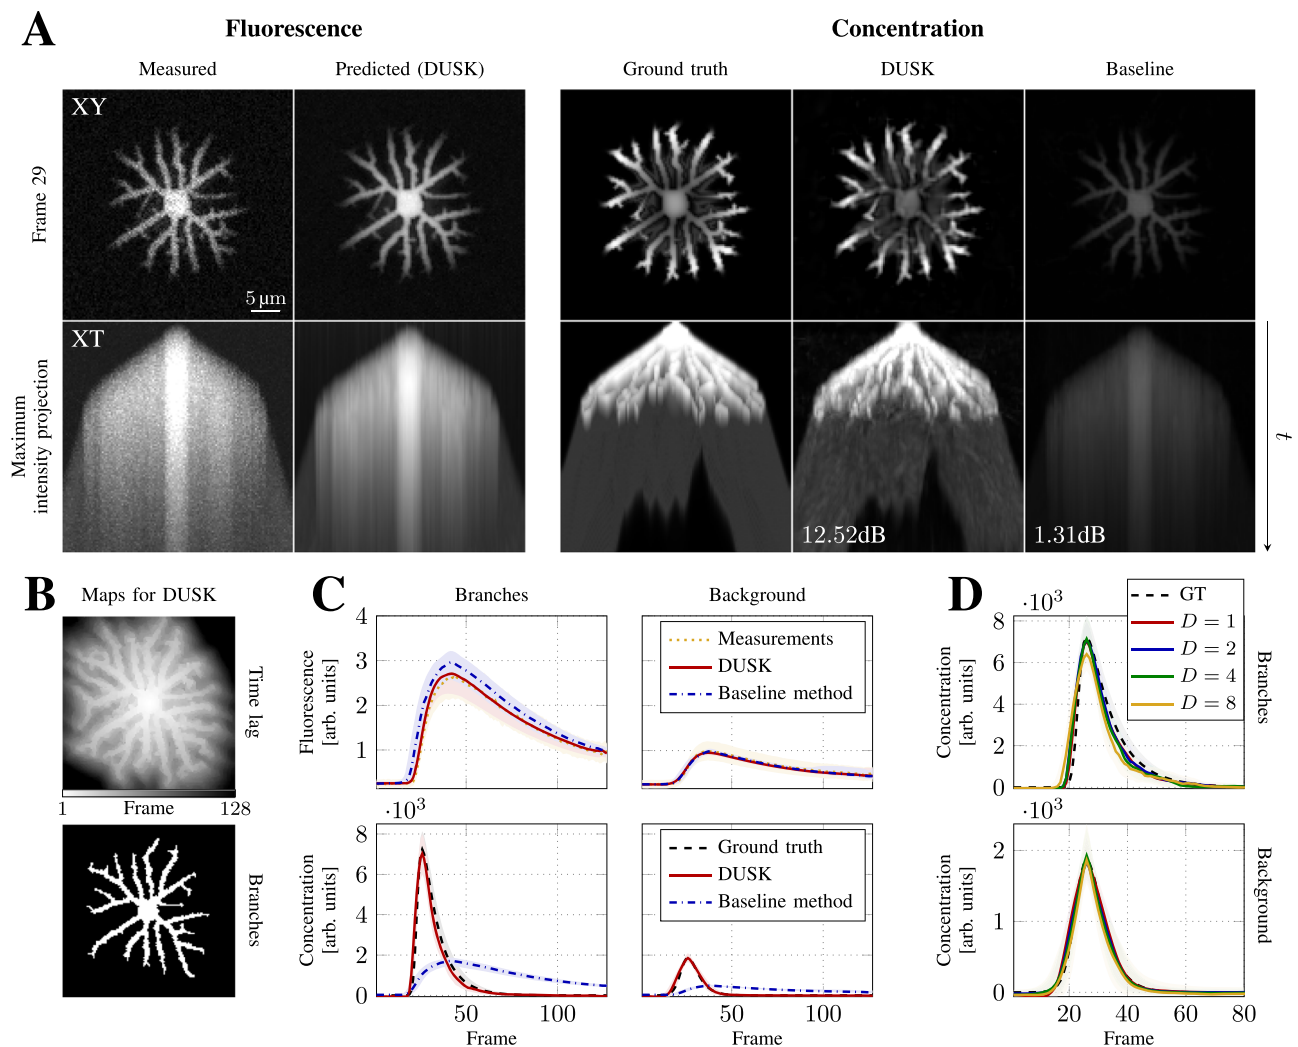 A
Fluorescence
Concentration
Measured
Predicted (DUSK)
Ground truth
DUSK
Baseline
Frame 29
XY
5 μm
Maximum
intensity projection
XT
12.52dB
1.31dB
t
B
Maps for DUSK
Time lag
1
Frame
128
Branches
C
Branches
Background
Fluorescence
[arb. units]
4
3
2
1
Measurements
DUSK
Baseline method
·10³
Concentration
[arb. units]
8
6
4
2
0
50
100
Frame
Ground truth
DUSK
Baseline method
50
100
Frame
D
·10³
GT
D = 1
D = 2
D = 4
D = 8
Concentration
[arb. units]
8
6
4
2
0
Branches
·10³
Concentration
[arb. units]
2
1
0
Background
20
40
60
80
Frame